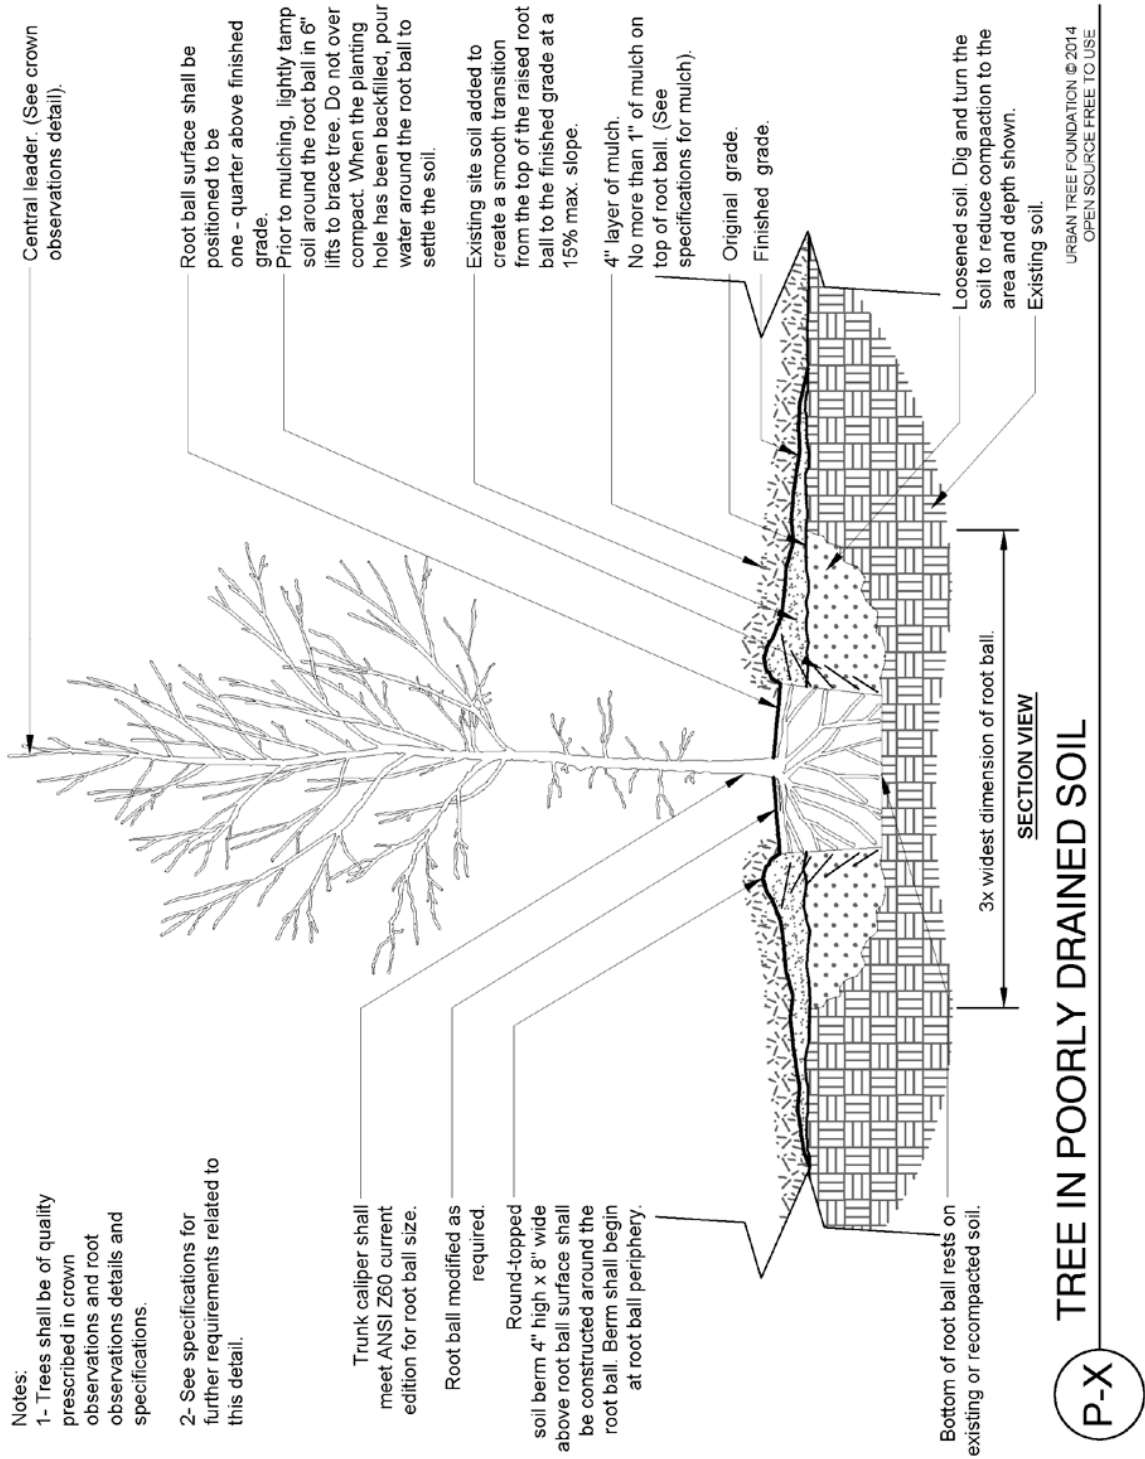 Notes:
1- Trees shall be of quality
prescribed in crown
observations and root
observations details and
specifications.
2- See specifications for
further requirements related to
this detail.
Trunk caliper shall
meet ANSI Z60 current
edition for root ball size.
Root ball modified as
required.
Round-topped
soil berm 4" high x 8" wide
above root ball surface shall
be constructed around the
root ball. Berm shall begin
at root ball periphery.
Bottom of root ball rests on
existing or recompacted soil.
Central leader. (See crown
observations detail).
Root ball surface shall be
positioned to be
one - quarter above finished
grade.
Prior to mulching, lightly tamp
soil around the root ball in 6"
lifts to brace tree. Do not over
compact. When the planting
hole has been backfilled, pour
water around the root ball to
settle the soil.
Existing site soil added to
create a smooth transition
from the top of the raised root
ball to the finished grade at a
15% max. slope.
4" layer of mulch.
No more than 1" of mulch on
top of root ball. (See
specifications for mulch).
Original grade.
Finished grade.
Loosened soil. Dig and turn the
soil to reduce compaction to the
area and depth shown.
Existing soil.
3x widest dimension of root ball.
SECTION VIEW
P-X
TREE IN POORLY DRAINED SOIL
URBAN TREE FOUNDATION © 2014
OPEN SOURCE FREE TO USE